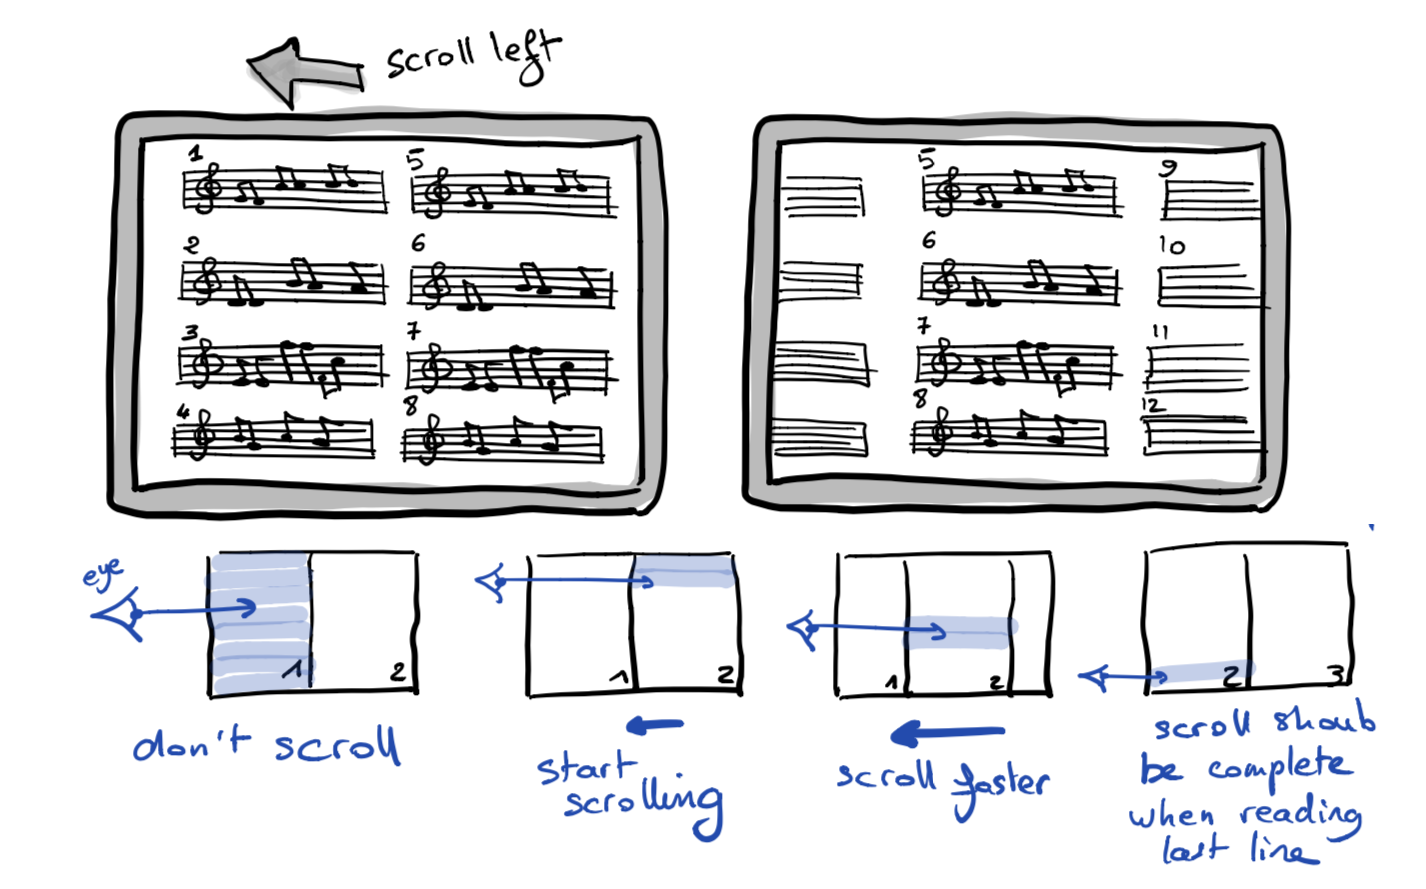 scroll left
1
5
2
6
3
7
4
8
5
9
6
10
7
11
8
12
eye
1
2
don't scroll
1
2
start
scrolling
1
2
scroll faster
2
3
scroll shoub
be complete
when reading
last line